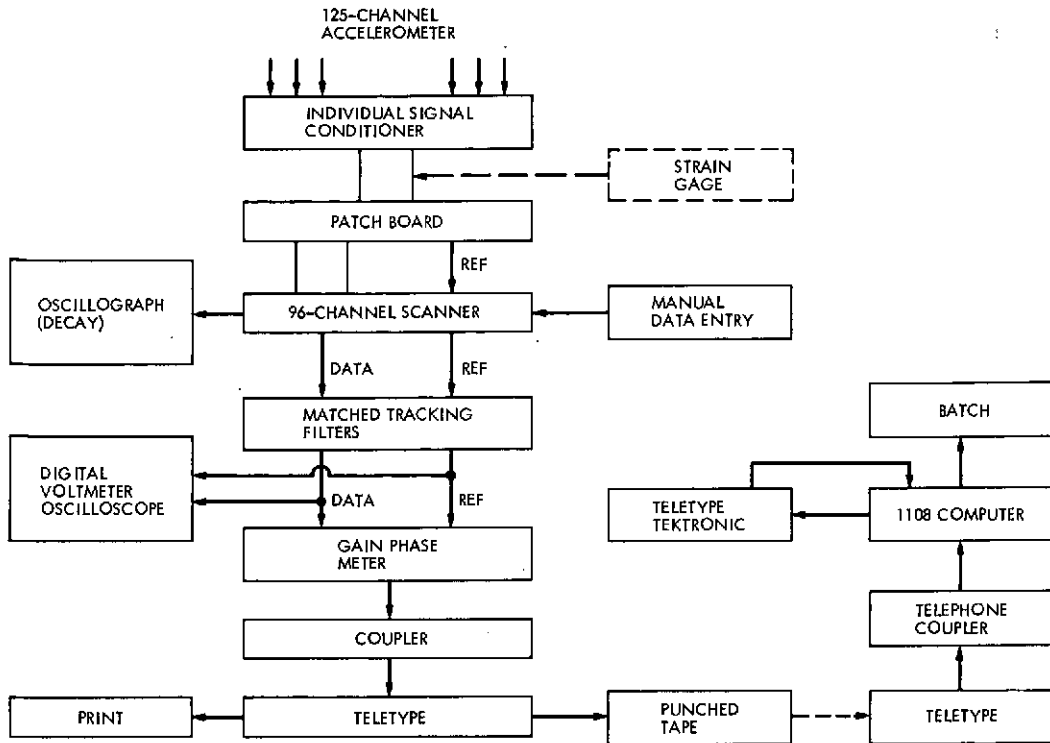 125-CHANNEL
ACCELEROMETER
INDIVIDUAL SIGNAL
CONDITIONER
STRAIN
GAGE
PATCH BOARD
REF
OSCILLOGRAPH
(DECAY)
96-CHANNEL SCANNER
MANUAL
DATA ENTRY
DATA
REF
MATCHED TRACKING
FILTERS
BATCH
DIGITAL
VOLTMETER
OSCILLOSCOPE
DATA
REF
TELETYPE
TEKTRONIC
1108 COMPUTER
GAIN PHASE
METER
COUPLER
TELEPHONE
COUPLER
PRINT
TELETYPE
PUNCHED
TAPE
TELETYPE